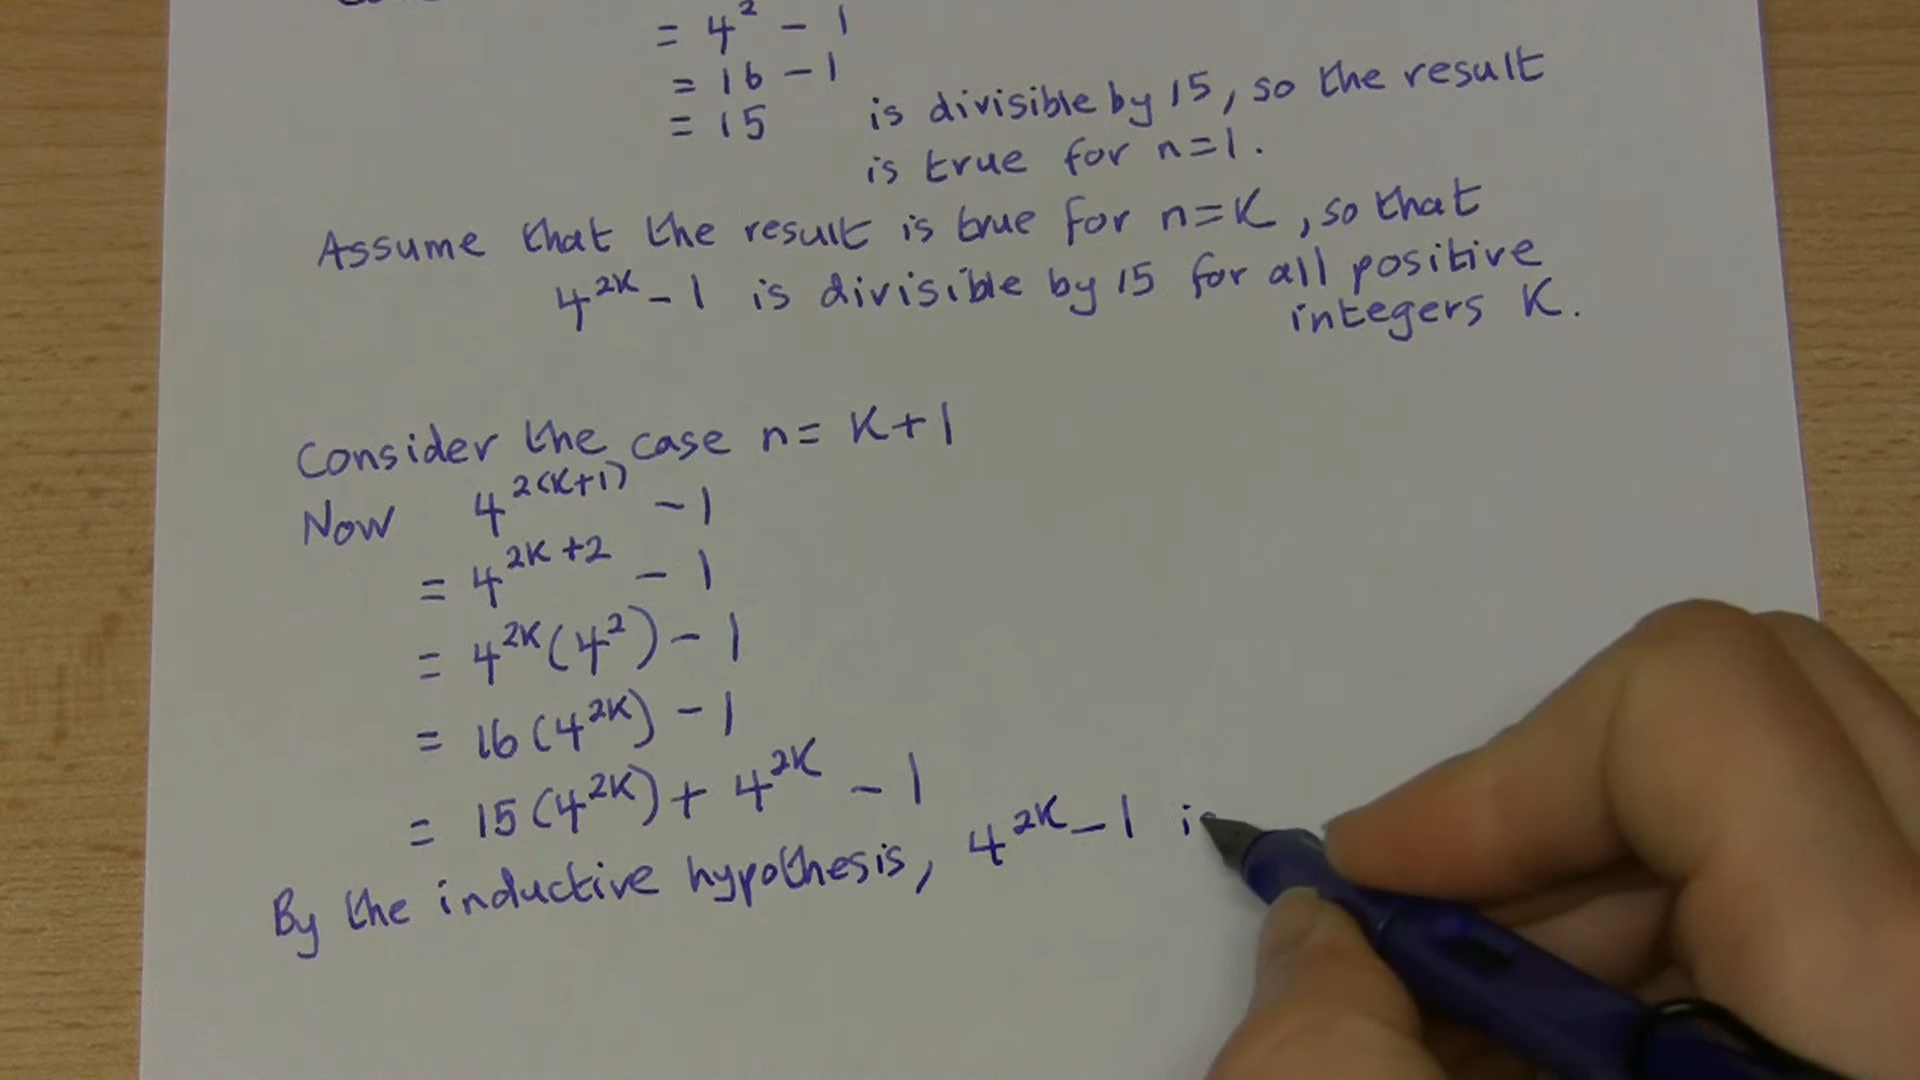 = 4² - 1
= 16 - 1
= 15 is divisible by 15, so the result
is true for n=1.
Assume that the result is true for n=K, so that
4^{2K} - 1 is divisible by 15 for all positive
integers K.
Consider the case n= K+1
Now 4^{2(K+1)} - 1
= 4^{2K+2} - 1
= 4^{2K}(4²) - 1
= 16(4^{2K}) - 1
= 15(4^{2K}) + 4^{2K} - 1
By the inductive hypothesis, 4^{2K} - 1 is